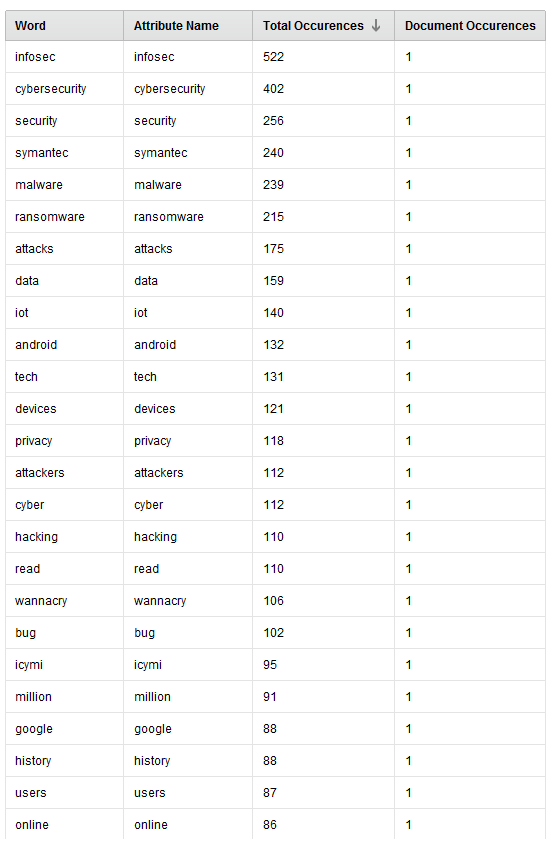 Word Attribute Name Total Occurences ↓ Document Occurences
infosec infosec 522 1
cybersecurity cybersecurity 402 1
security security 256 1
symantec symantec 240 1
malware malware 239 1
ransomware ransomware 215 1
attacks attacks 175 1
data data 159 1
iot iot 140 1
android android 132 1
tech tech 131 1
devices devices 121 1
privacy privacy 118 1
attackers attackers 112 1
cyber cyber 112 1
hacking hacking 110 1
read read 110 1
wannacry wannacry 106 1
bug bug 102 1
icymi icymi 95 1
million million 91 1
google google 88 1
history history 88 1
users users 87 1
online online 86 1